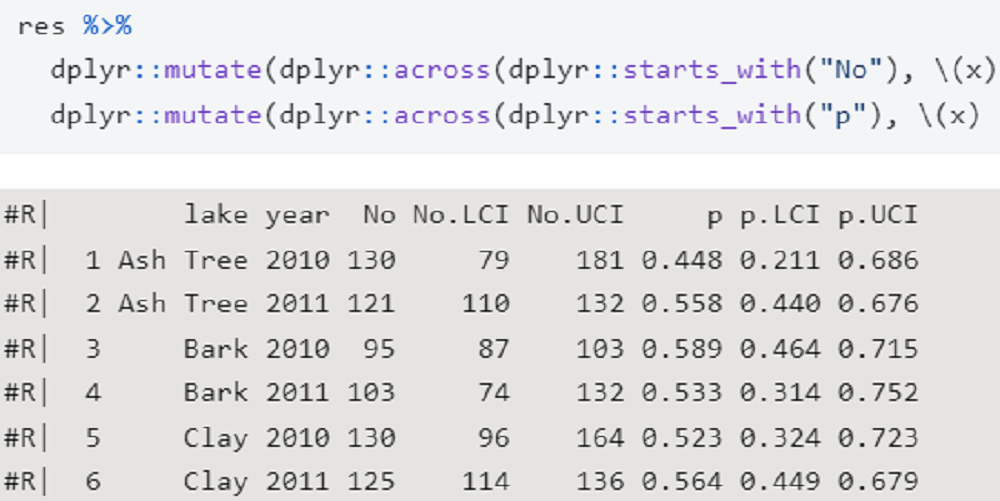 res %>%
dplyr::mutate(dplyr::across(dplyr::starts_with("No"), \(x)
dplyr::mutate(dplyr::across(dplyr::starts_with("p"), \(x)
#R|         lake year  No No.LCI No.UCI     p p.LCI p.UCI
#R|  1 Ash Tree 2010 130     79    181 0.448 0.211 0.686
#R|  2 Ash Tree 2011 121    110    132 0.558 0.440 0.676
#R|  3     Bark 2010  95     87    103 0.589 0.464 0.715
#R|  4     Bark 2011 103     74    132 0.533 0.314 0.752
#R|  5     Clay 2010 130     96    164 0.523 0.324 0.723
#R|  6     Clay 2011 125    114    136 0.564 0.449 0.679